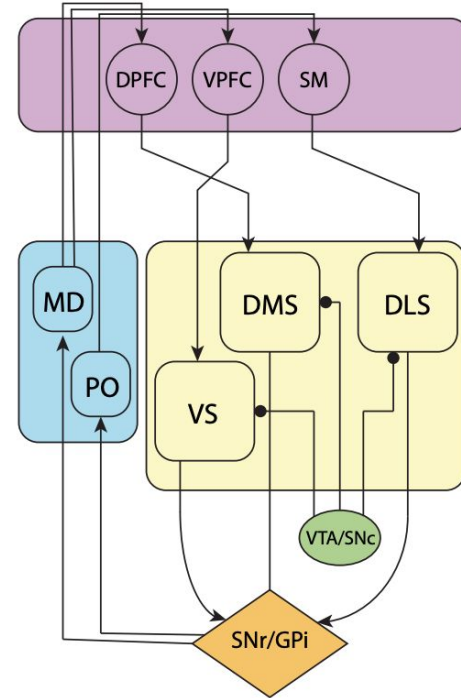 DPFC
VPFC
SM
MD
PO
DMS
DLS
VS
VTA/SNc
SNr/GPi